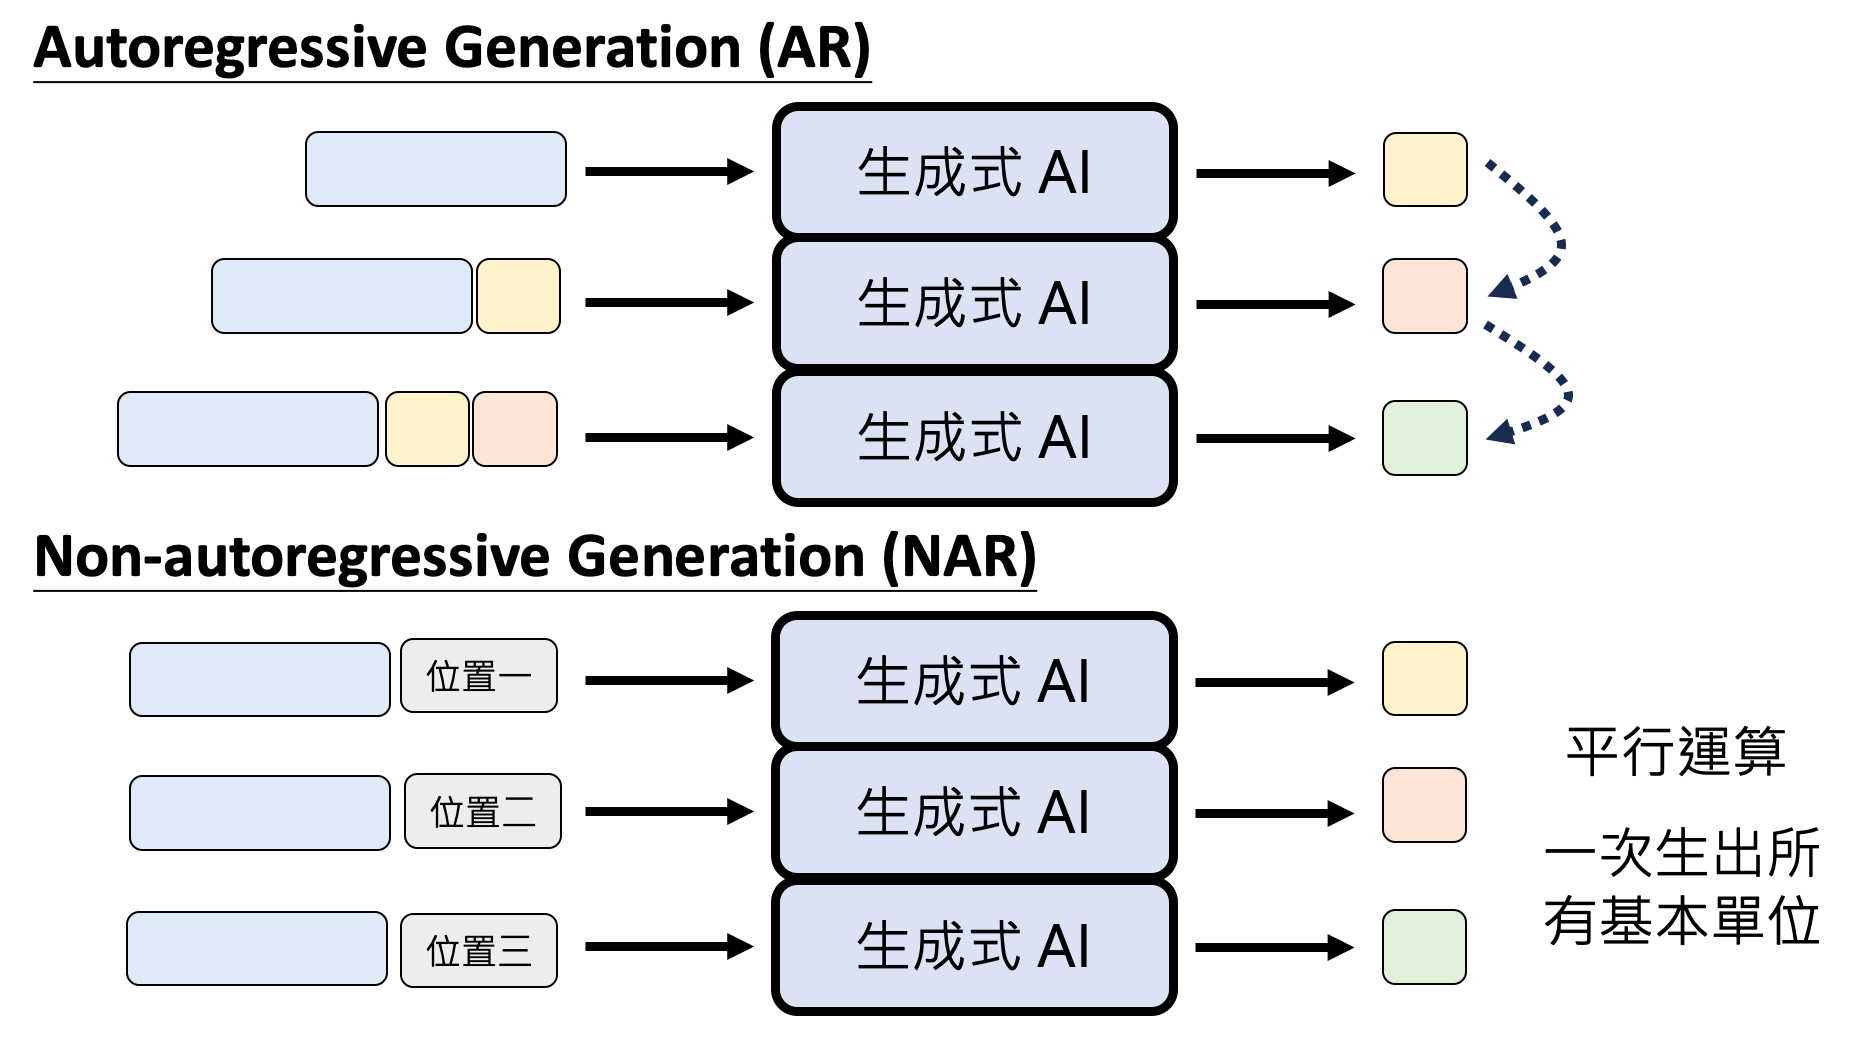 Autoregressive Generation (AR)
生成式 AI
生成式 AI
生成式 AI
Non-autoregressive Generation (NAR)
位置一
生成式 AI
位置二
生成式 AI
位置三
生成式 AI
平行運算
一次生出所
有基本單位